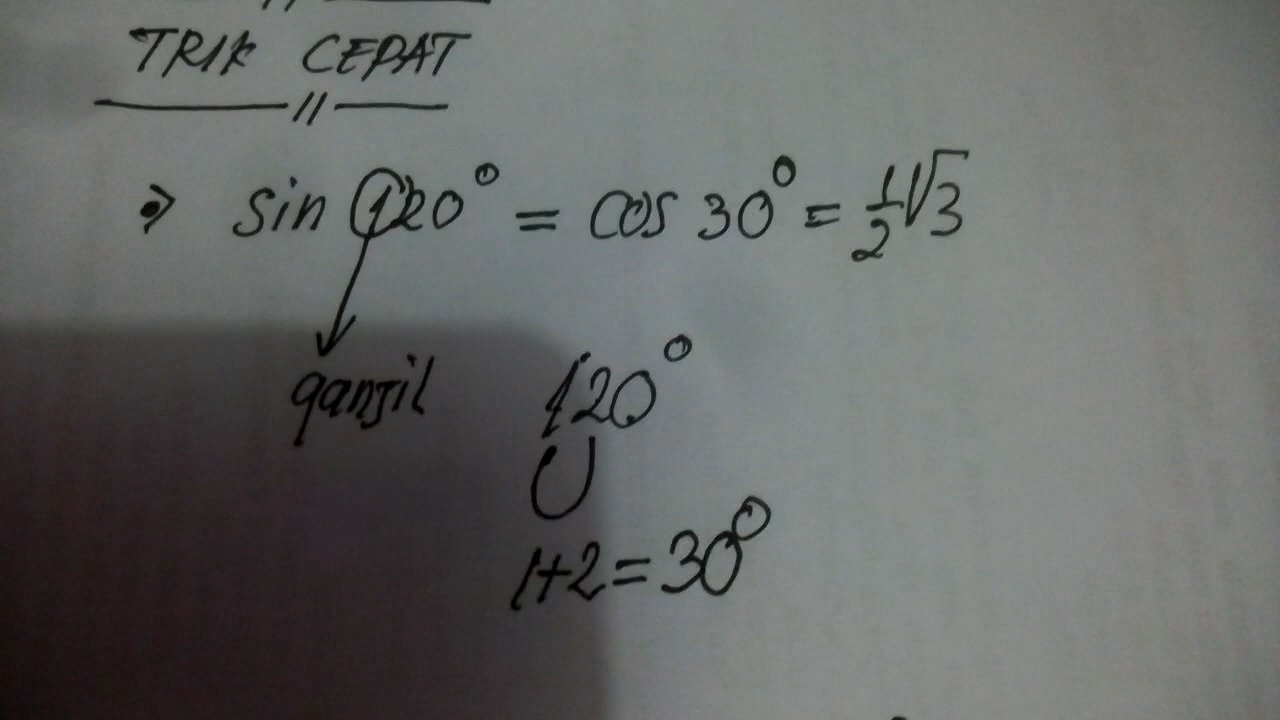 TRIK CEPAT
sin 120° = cos 30° = ½√3
ganjil 120°
1+2=30°